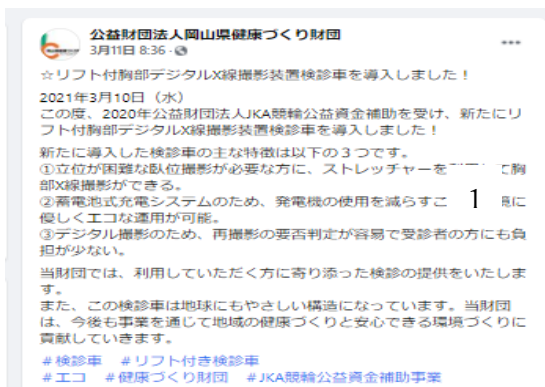 公益財団法人岡山県健康づくり財団
3月11日 8:36
☆リフト付胸部デジタルX線撮影装置検診車を導入しました！
2021年3月10日（水）
この度、2020年公益財団法人JKA競輪公益資金補助を受け、新たにリ
フト付胸部デジタルX線撮影装置検診車を導入しました！
新たに導入した検診車の主な特徴は以下の３つです。
①立位が困難な臥位撮影が必要な方に、ストレッチャーを て胸
部X線撮影ができる。
②蓄電池式充電システムのため、発電機の使用を減らすこ 1 に
優しくエコな運用が可能。
③デジタル撮影のため、再撮影の要否判定が容易で受診者の方にも負
担が少ない。
当財団では、利用していただく方に寄り添った検診の提供をいたしま
す。
また、この検診車は地球にもやさしい構造になっています。当財団
は、今後も事業を通じて地域の健康づくりと安心できる環境づくりに
貢献していきます。
#検診車 #リフト付き検診車
#エコ #健康づくり財団 #JKA競輪公益資金補助事業